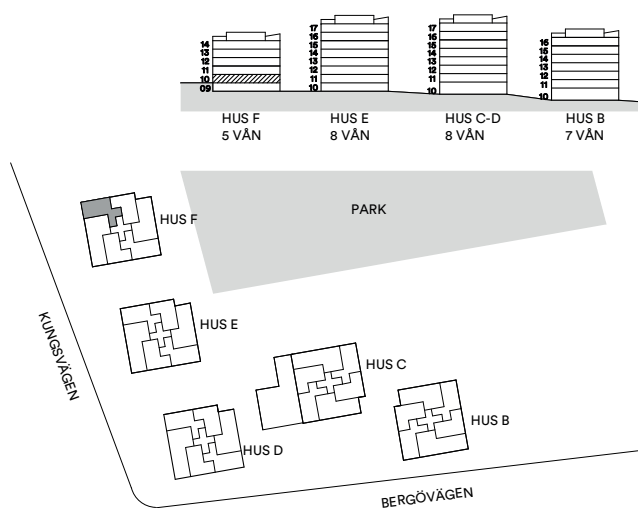 14
13
12
11
10
09
17
16
15
14
13
12
11
10
17
16
15
14
13
12
11
10
16
15
14
13
12
11
10
HUS F
5 VÅN
HUS E
8 VÅN
HUS C-D
8 VÅN
HUS B
7 VÅN
PARK
HUS F
HUS E
HUS C
HUS B
HUS D
KUNGSVÄGEN
BERGÖVÄGEN